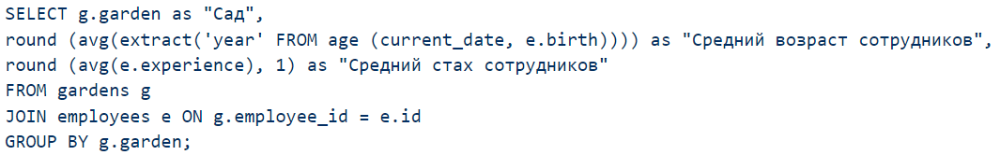 SELECT g.garden as "Сад",
round (avg(extract('year' FROM age (current_date, e.birth)))) as "Средний возраст сотрудников",
round (avg(e.experience), 1) as "Средний стах сотрудников"
FROM gardens g
JOIN employees e ON g.employee_id = e.id
GROUP BY g.garden;